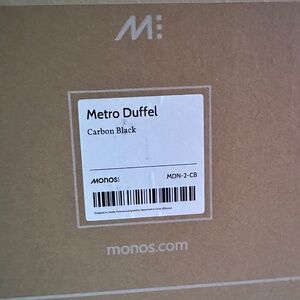 M:
Metro Duffel
Carbon Black
MONOS:
MDN-2-CB
monos.com